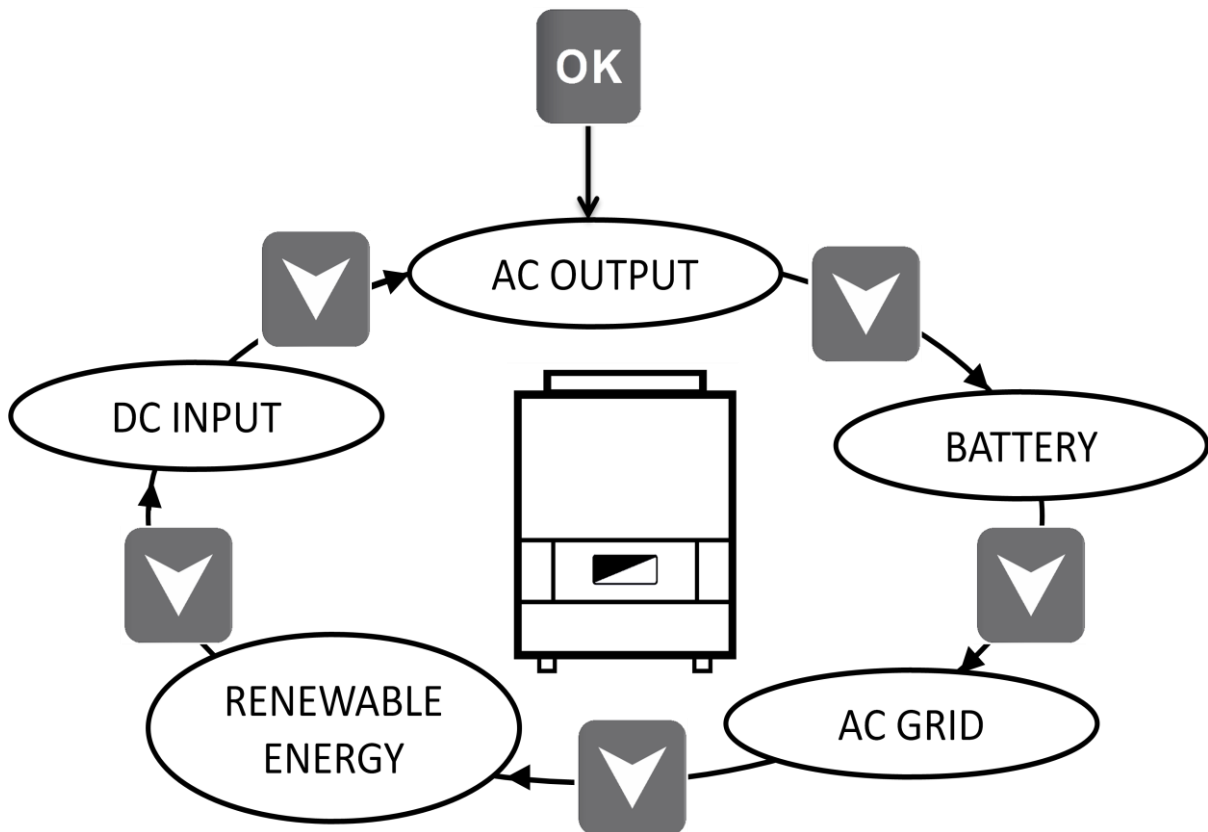 OK
AC OUTPUT
DC INPUT
BATTERY
RENEWABLE
ENERGY
AC GRID